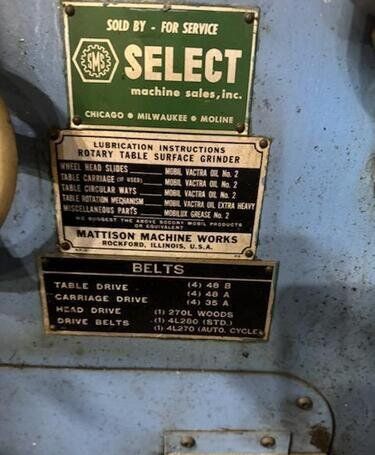 SOLD BY - FOR SERVICE
SMS
SELECT
machine sales, inc.
CHICAGO • MILWAUKEE • MOLINE
LUBRICATION INSTRUCTIONS
ROTARY TABLE SURFACE GRINDER
WHEEL HEAD SLIDES MOBIL VACTRA OIL No. 2
TABLE CARRIAGE (IF USED) MOBIL VACTRA OIL No. 2
TABLE CIRCULAR WAYS MOBIL VACTRA OIL No. 2
TABLE ROTATION MECHANISM MOBIL VACTRA OIL EXTRA HEAVY
MISCELLANEOUS PARTS MOBILUX GREASE No. 2
WE SUGGEST THE ABOVE SOCONY MOBIL PRODUCTS
OR EQUIVALENT
MATTISON MACHINE WORKS
ROCKFORD, ILLINOIS, U.S.A.
BELTS
TABLE DRIVE (4) 48 B
CARRIAGE DRIVE (4) 48 A
(4) 35 A
HEAD DRIVE (1) 270L WOODS
DRIVE BELTS (1) 4L280 (STD.)
(1) 4L270 (AUTO. CYCLE)